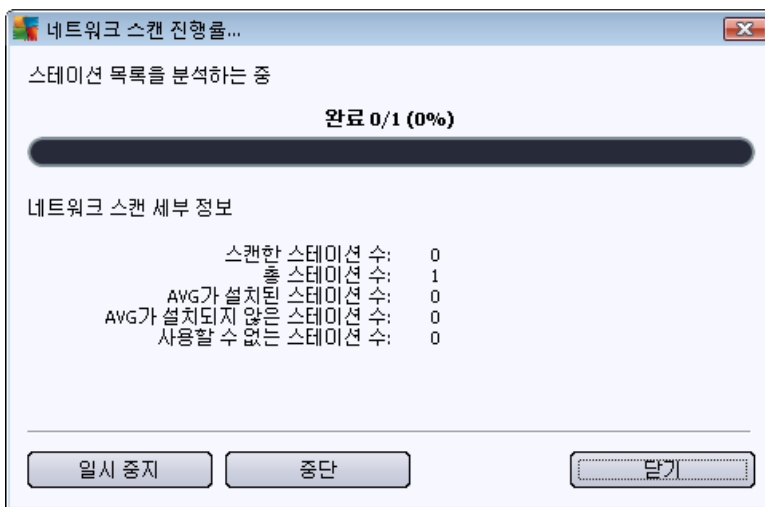 네트워크 스캔 진행률...
스테이션 목록을 분석하는 중
완료 0/1 (0%)
네트워크 스캔 세부 정보
스캔한 스테이션 수: 0
총 스테이션 수: 1
AVG가 설치된 스테이션 수: 0
AVG가 설치되지 않은 스테이션 수: 0
사용할 수 없는 스테이션 수: 0
일시 중지 중단 닫기